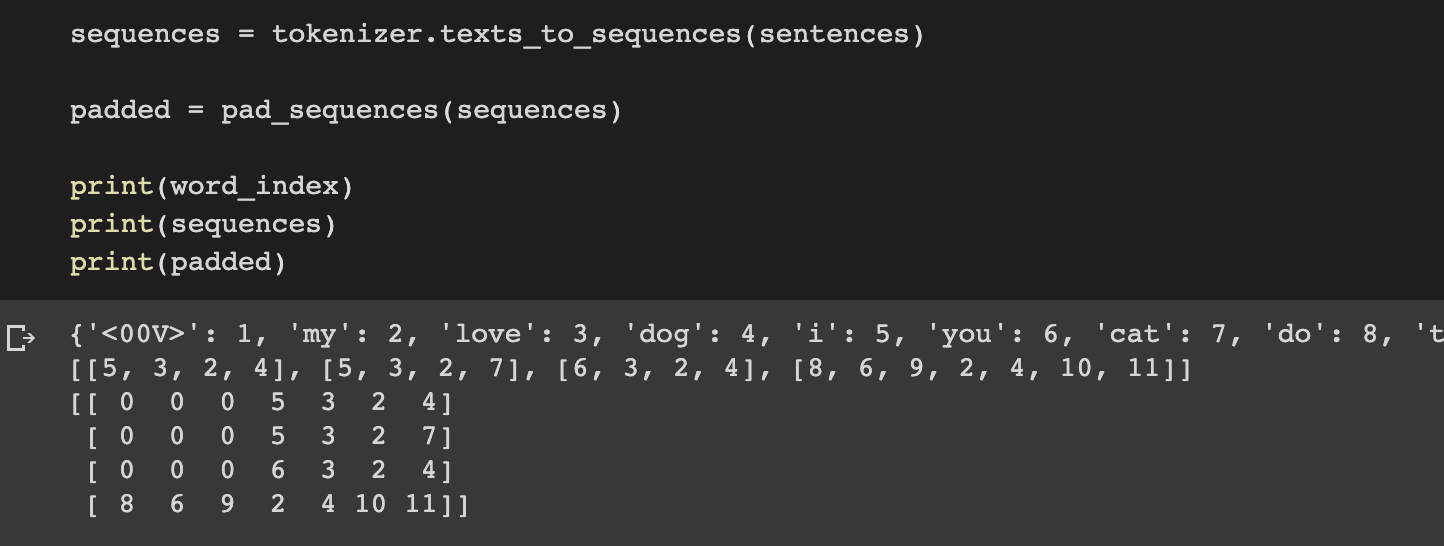 sequences = tokenizer.texts_to_sequences(sentences)
padded = pad_sequences(sequences)
print(word_index)
print(sequences)
print(padded)
{'<00V>': 1, 'my': 2, 'love': 3, 'dog': 4, 'i': 5, 'you': 6, 'cat': 7, 'do': 8, 't
[[5, 3, 2, 4], [5, 3, 2, 7], [6, 3, 2, 4], [8, 6, 9, 2, 4, 10, 11]]
[[ 0 0 0 5 3 2 4]
[ 0 0 0 5 3 2 7]
[ 0 0 0 6 3 2 4]
[ 8 6 9 2 4 10 11]]